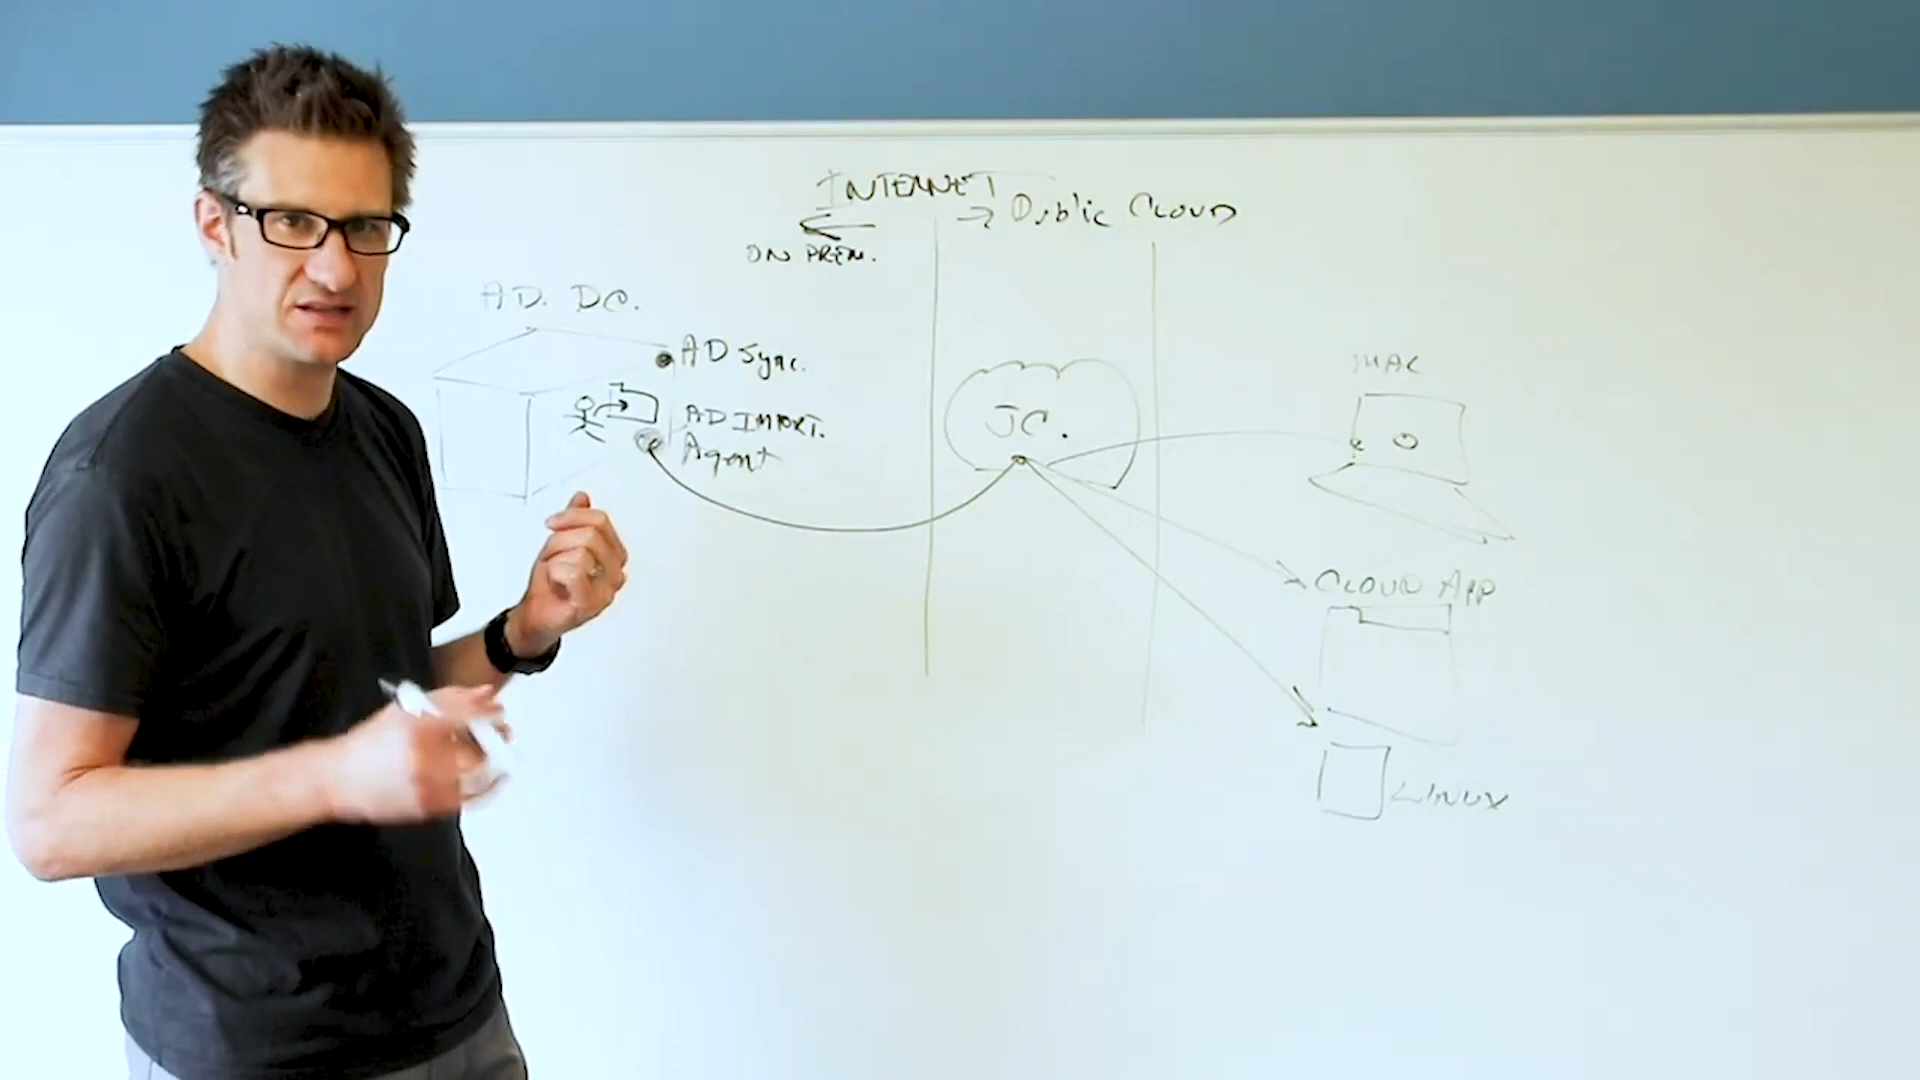 INTERNET
→ Public Cloud
←
ON PREM.
AD. DC.
AD Sync.
AD IMPORT.
Agent
JC.
MAC
CLOUD APP
LINUX